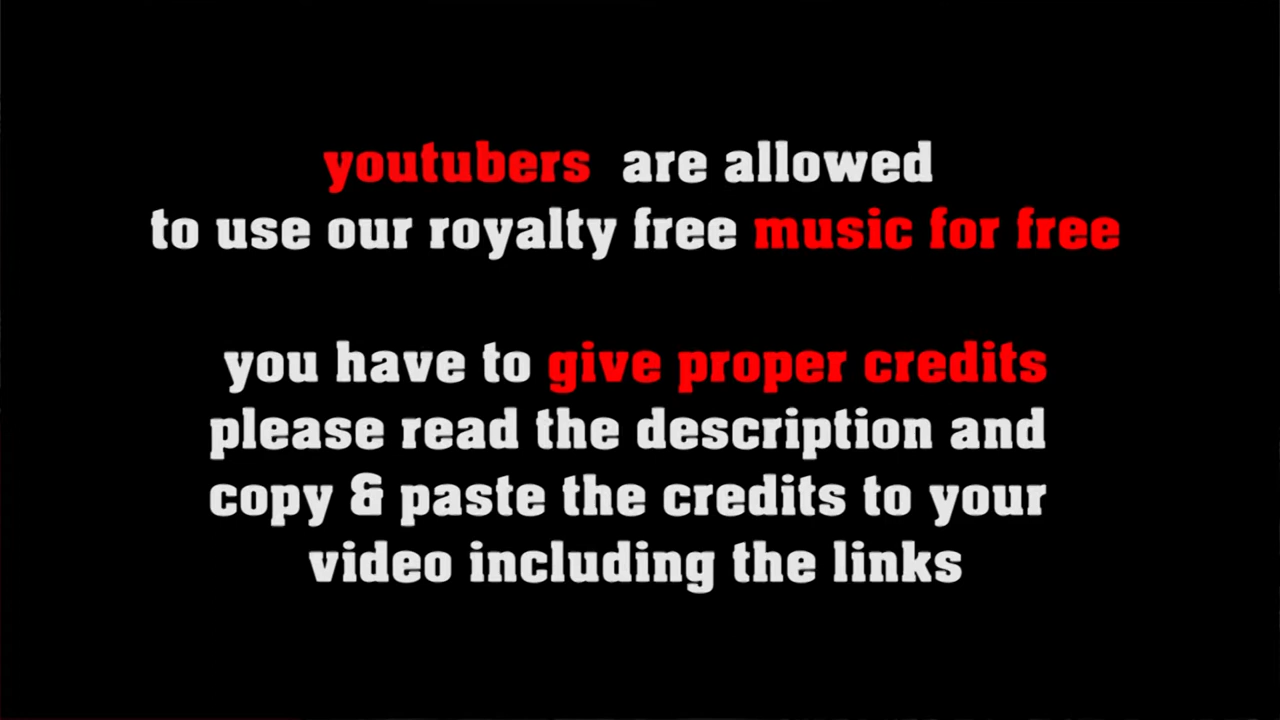 youtubers are allowed
to use our royalty free music for free
you have to give proper credits
please read the description and
copy & paste the credits to your
video including the links